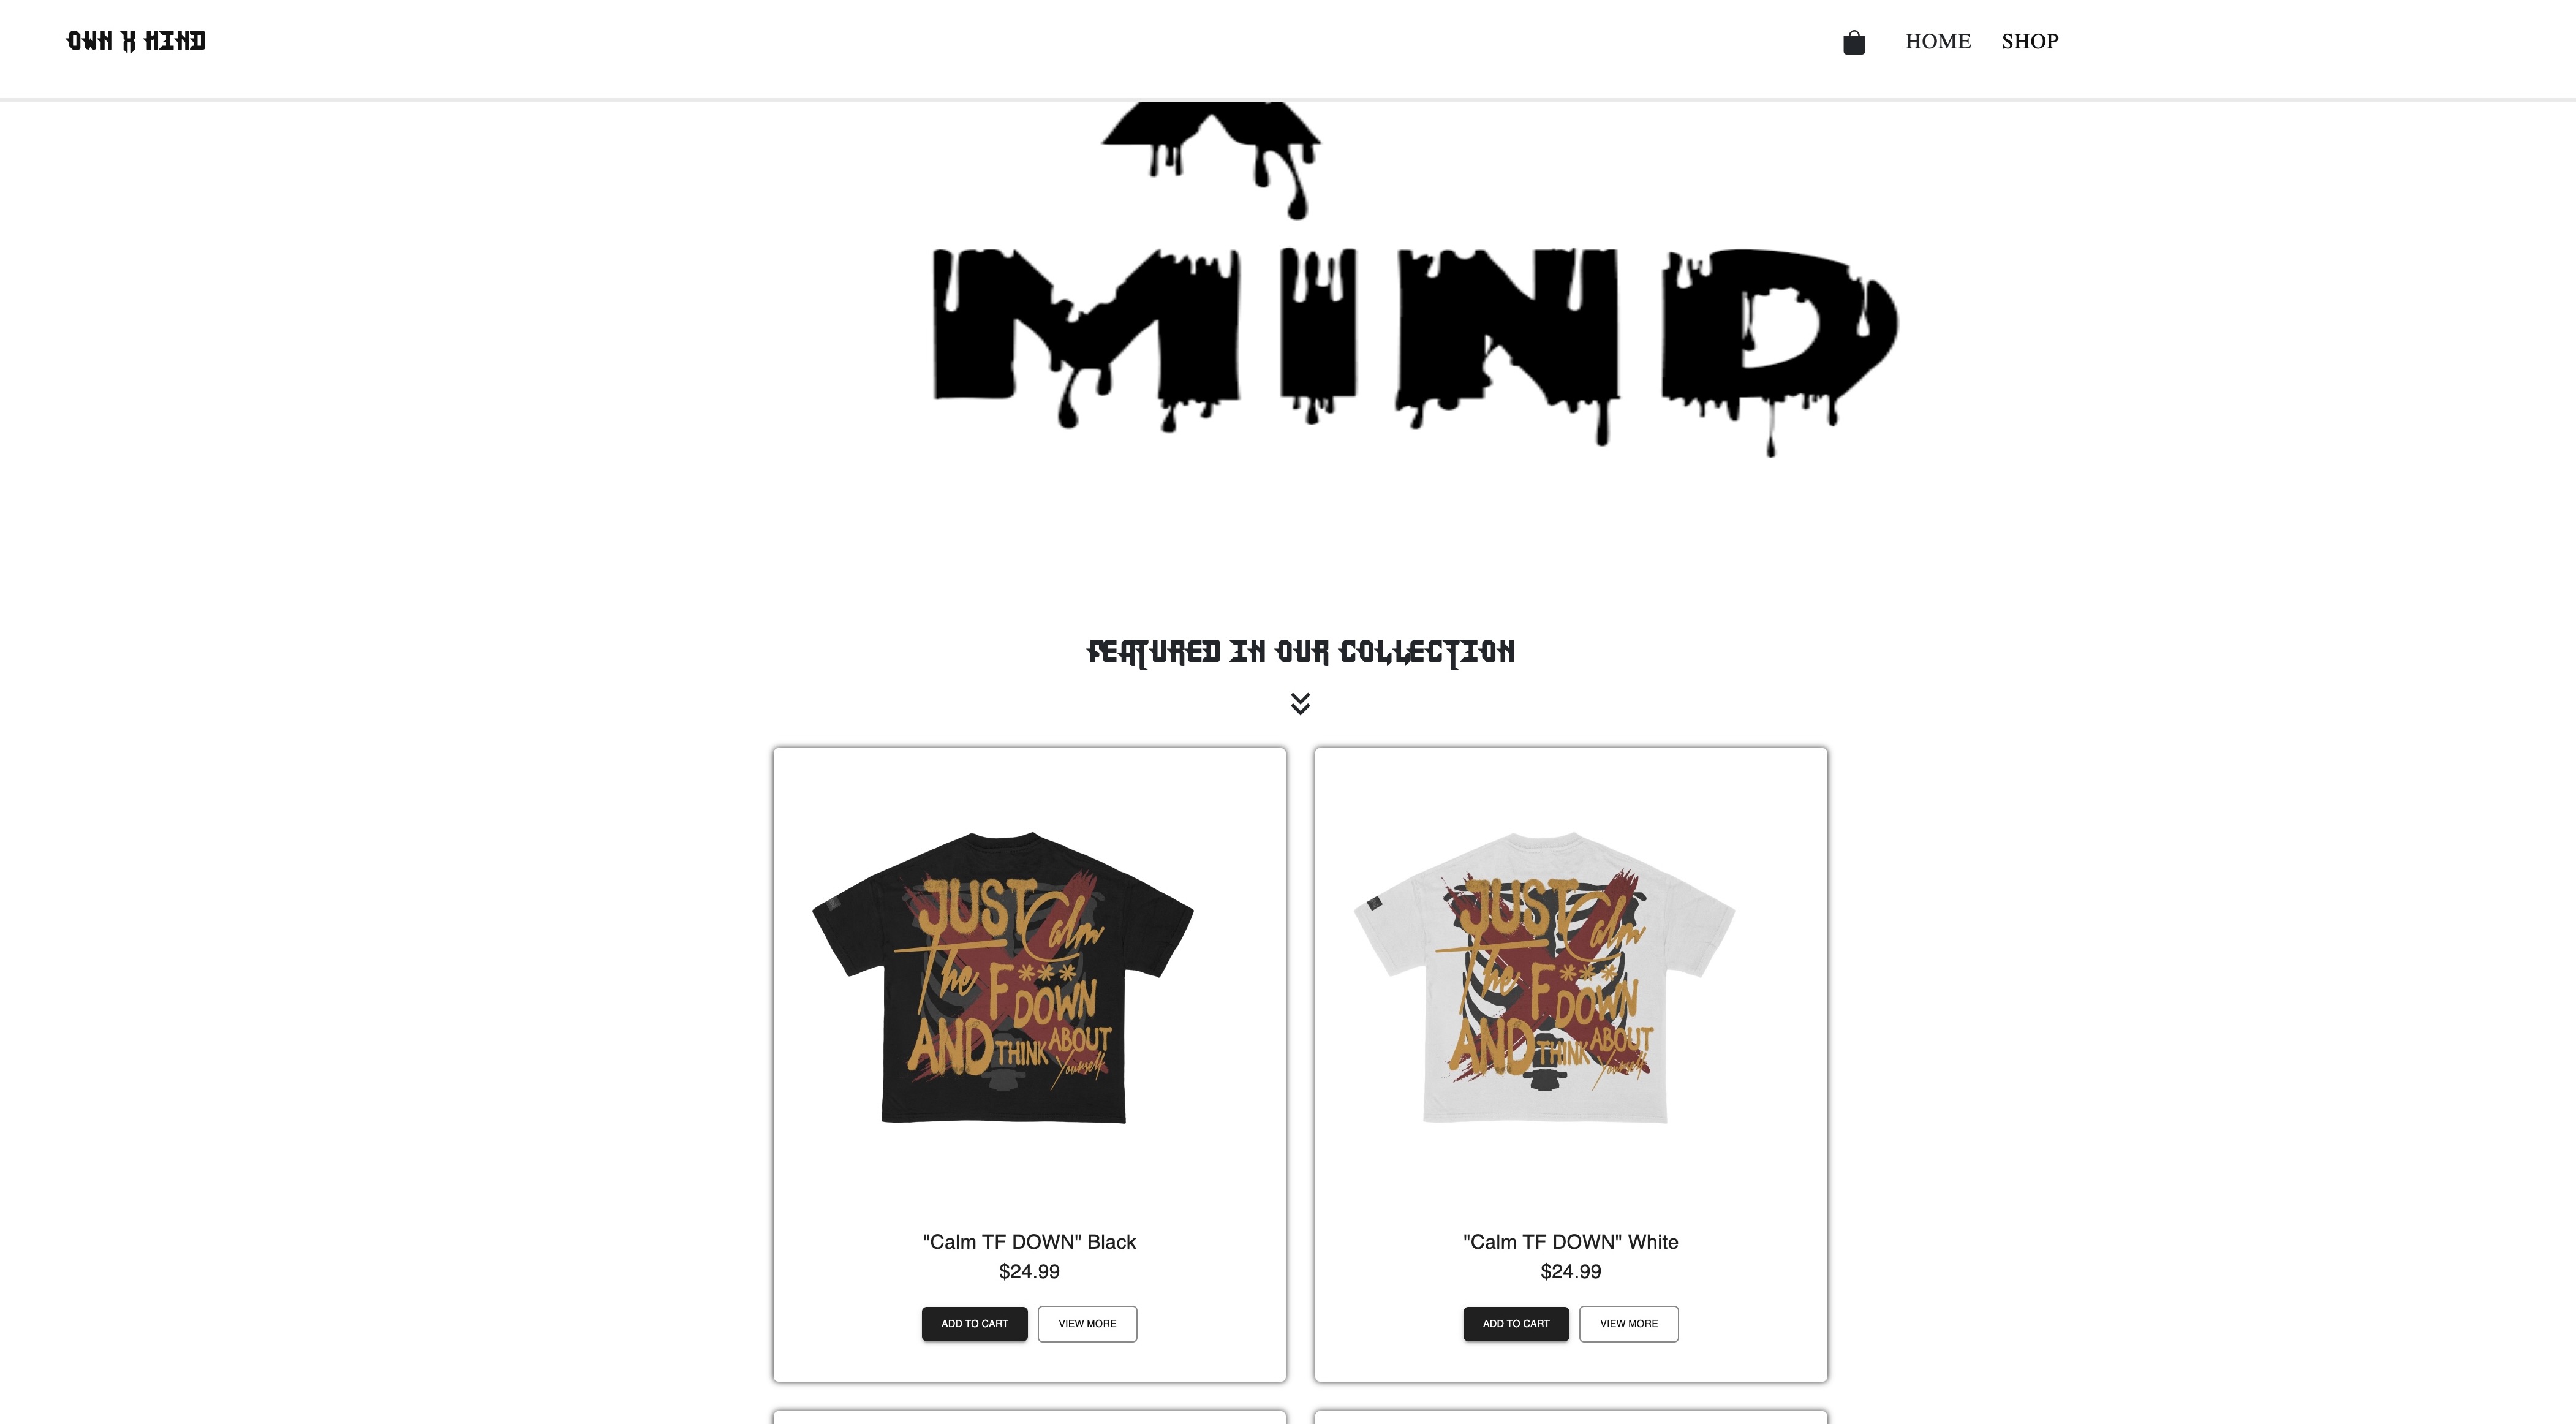 OWN X MIND
HOME SHOP
MIND
FEATURED IN OUR COLLECTION
JUST Calm
The F*** DOWN
AND THINK ABOUT Yourself
"Calm TF DOWN" Black
$24.99
ADD TO CART VIEW MORE
JUST Calm
The F*** DOWN
AND THINK ABOUT Yourself
"Calm TF DOWN" White
$24.99
ADD TO CART VIEW MORE